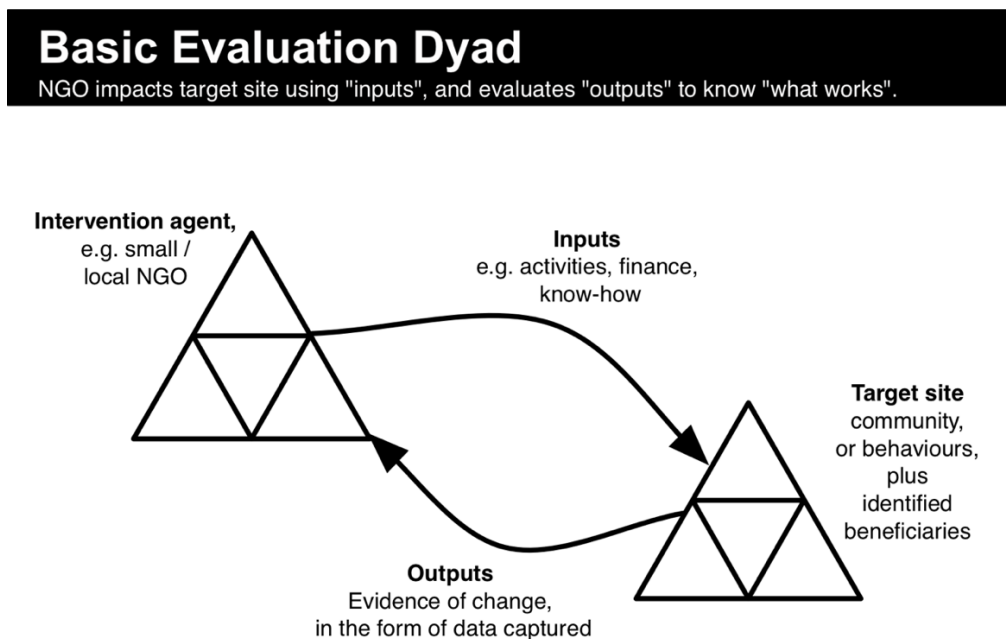 Basic Evaluation Dyad
NGO impacts target site using "inputs", and evaluates "outputs" to know "what works".
Intervention agent,
e.g. small /
local NGO
Inputs
e.g. activities, finance,
know-how
Target site
community,
or behaviours,
plus
identified
beneficiaries
Outputs
Evidence of change,
in the form of data captured